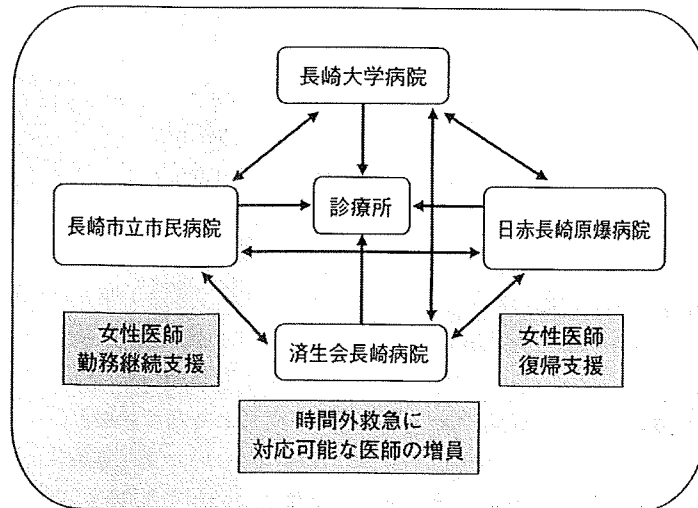 長崎大学病院
長崎市立市民病院
診療所
日赤長崎原爆病院
済生会長崎病院
女性医師
勤務継続支援
女性医師
復帰支援
時間外救急に
対応可能な医師の増員